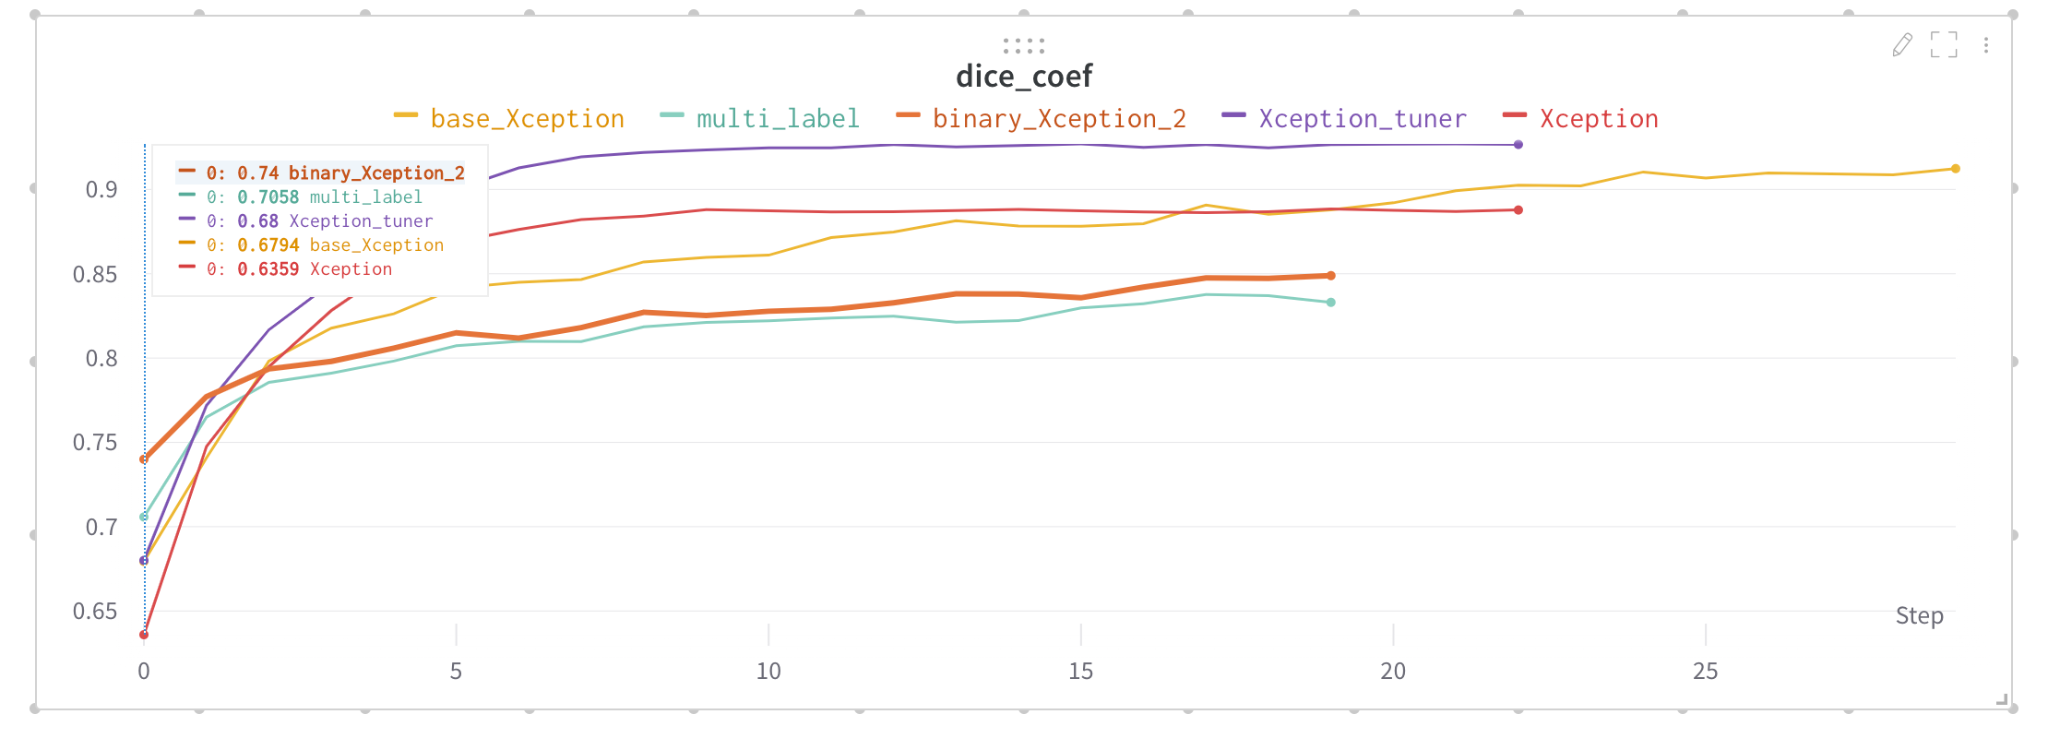 dice_coef
base_Xception multi_label binary_Xception_2 Xception_tuner Xception
0: 0.74 binary_Xception_2
0: 0.7058 multi_label
0: 0.68 Xception_tuner
0: 0.6794 base_Xception
0: 0.6359 Xception
0.9
0.85
0.8
0.75
0.7
0.65
Step
0 5 10 15 20 25